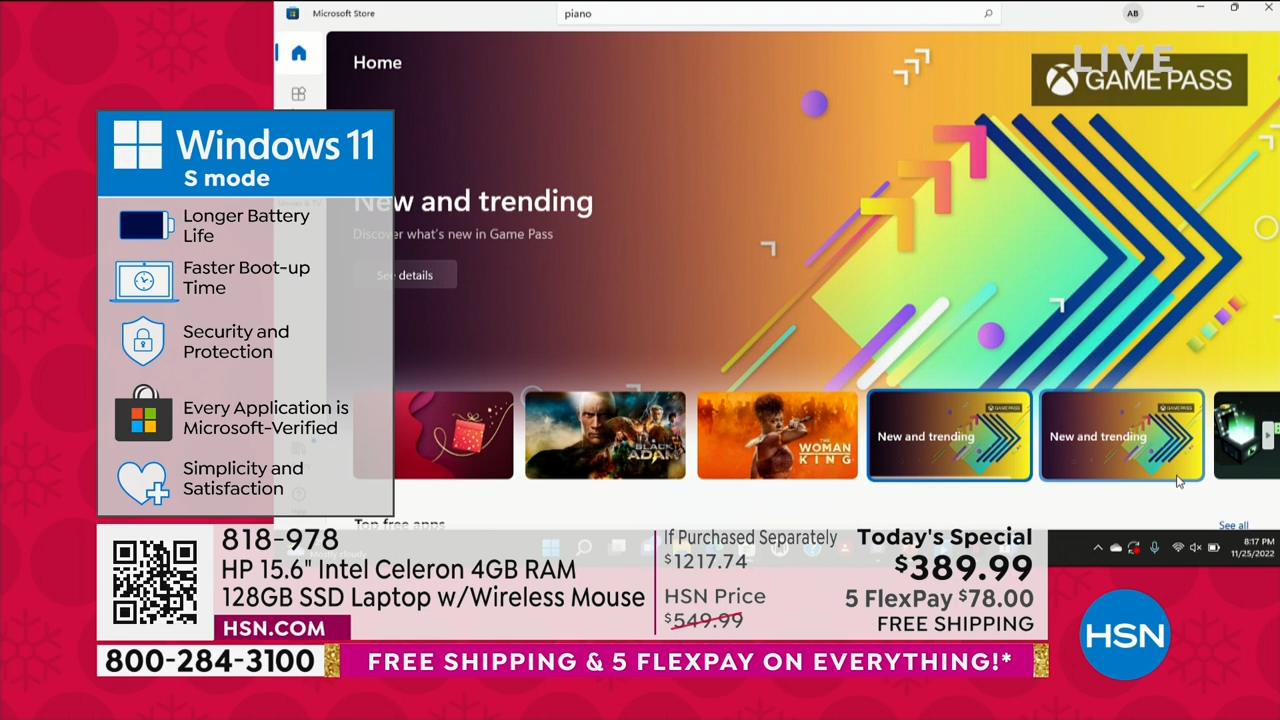 Microsoft Store
piano
AB
LIVE
Home
GAME PASS
Windows 11
S mode
New and trending
Discover what's new in Game Pass
See details
Longer Battery
Life
Faster Boot-up
Time
Security and
Protection
Every Application is
Microsoft-Verified
Simplicity and
Satisfaction
BLACK
ADAM
THE
WOMAN
KING
GAME PASS
New and trending
GAME PASS
New and trending
Top free apps
See all
8:17 PM
11/25/2022
818-978
HP 15.6" Intel Celeron 4GB RAM
128GB SSD Laptop w/Wireless Mouse
HSN.COM
If Purchased Separately
$1217.74
HSN Price
$549.99
Today's Special
$389.99
5 FlexPay $78.00
FREE SHIPPING
HSN
800-284-3100
FREE SHIPPING & 5 FLEXPAY ON EVERYTHING!*